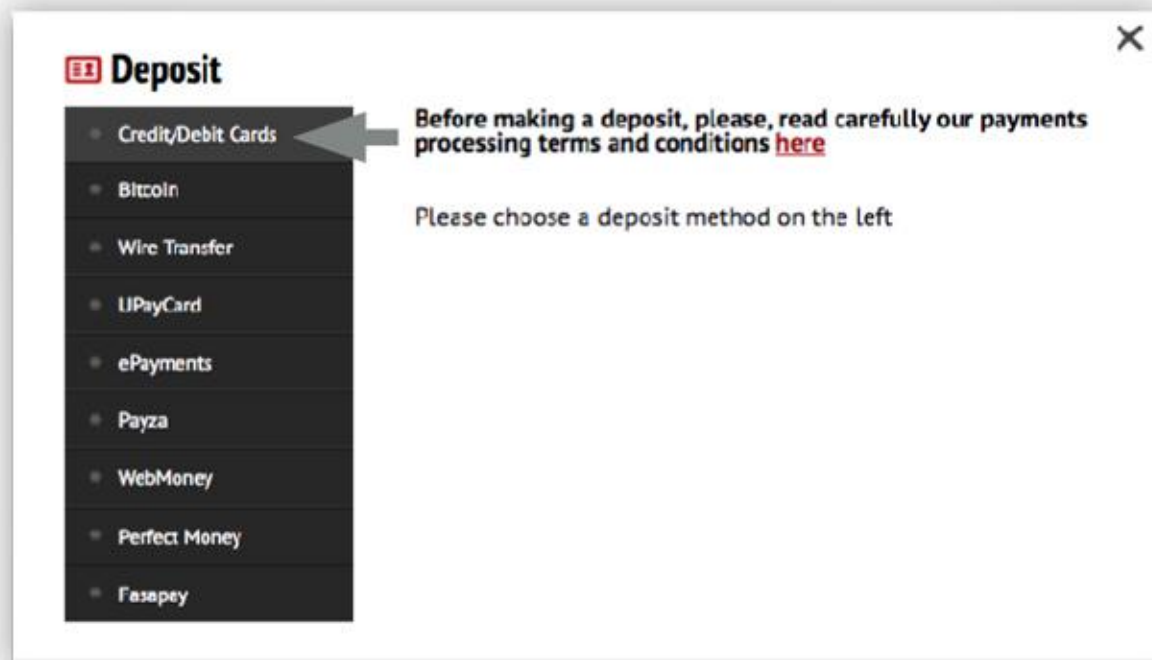 Deposit
Credit/Debit Cards
Bitcoin
Wire Transfer
UPayCard
ePayments
Payza
WebMoney
Perfect Money
Fasapay
Before making a deposit, please, read carefully our payments
processing terms and conditions here
Please choose a deposit method on the left